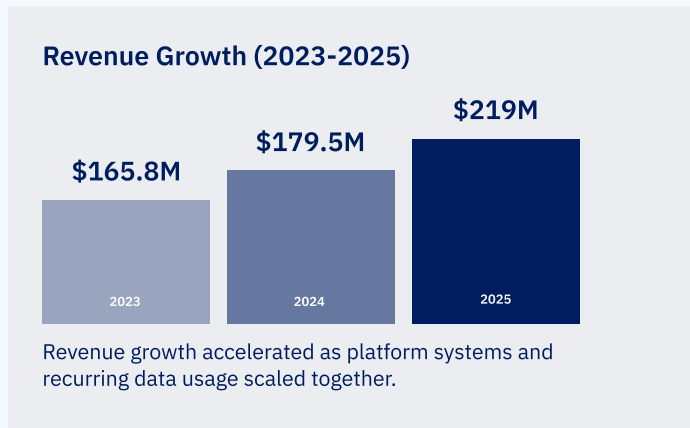 Revenue Growth (2023-2025)
$165.8M
$179.5M
$219M
2023
2024
2025
Revenue growth accelerated as platform systems and
recurring data usage scaled together.